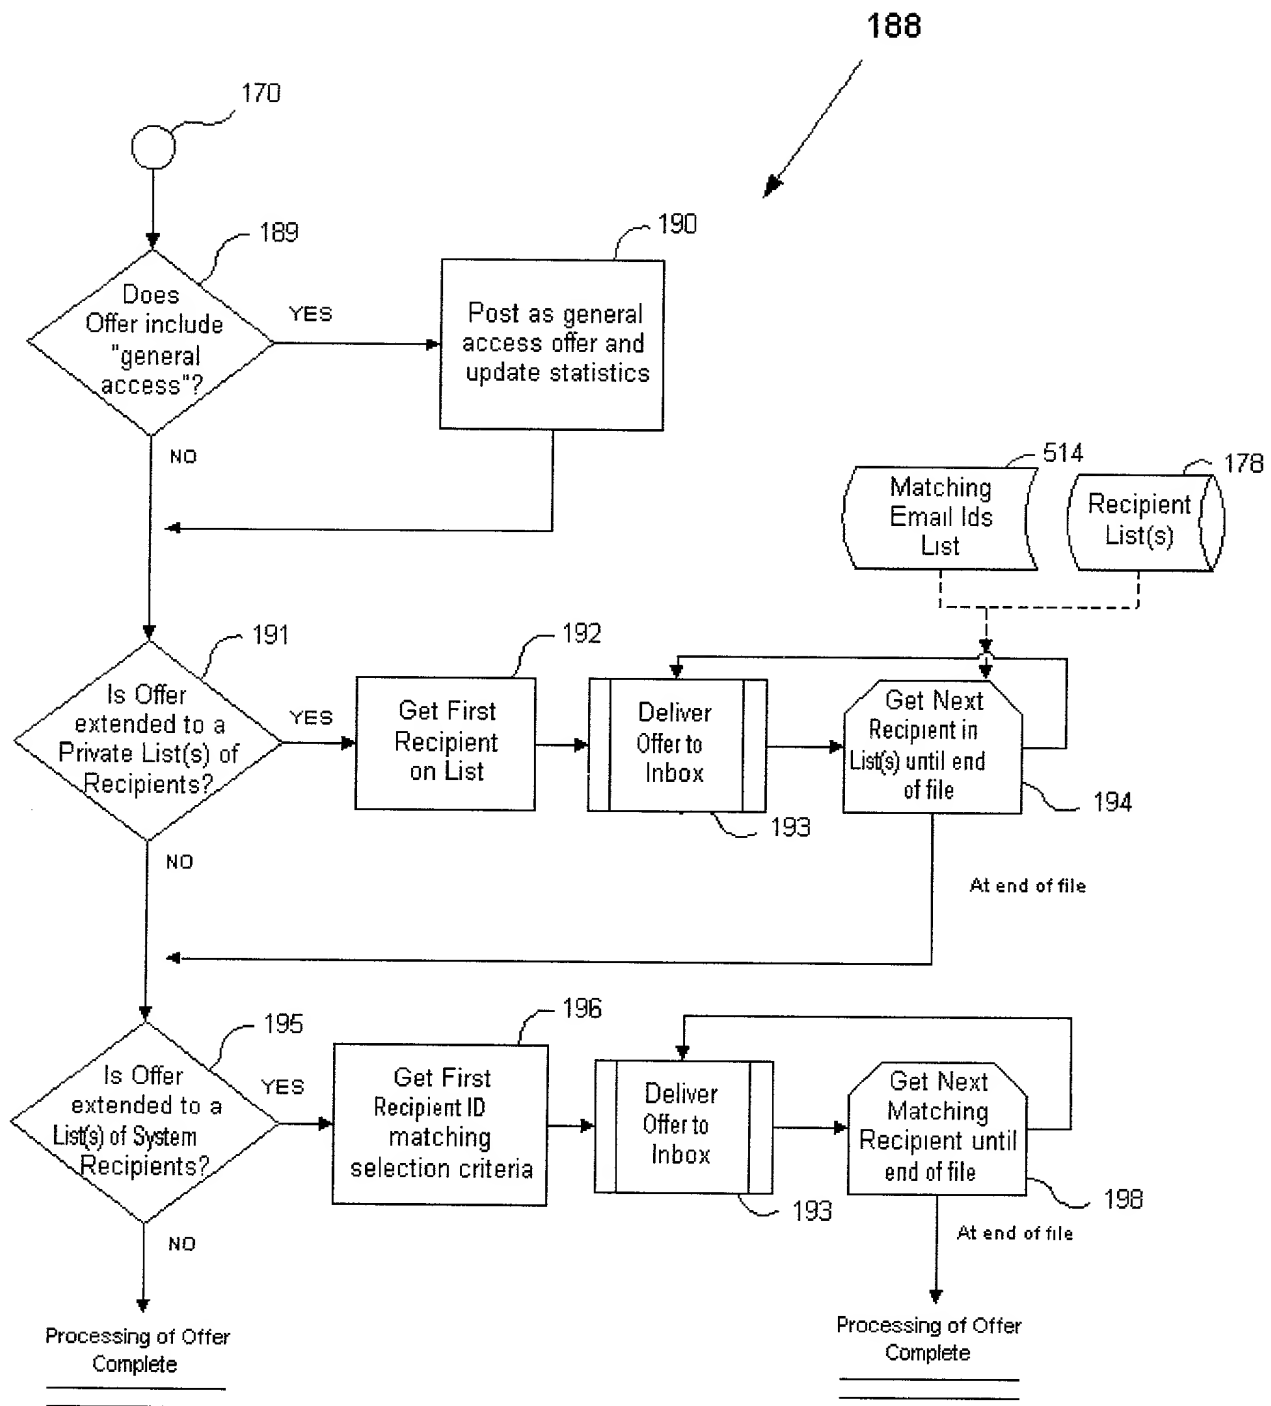 188
170
189
190
Does
Offer include
"general
access"?
YES
Post as general
access offer and
update statistics
NO
514
178
Matching
Email Ids
List
Recipient
List(s)
191
192
Is Offer
extended to a
Private List(s) of
Recipients?
YES
Get First
Recipient
on List
Deliver
Offer to
Inbox
Get Next
Recipient in
List(s) until end
of file
193
194
NO
At end of file
195
196
Is Offer
extended to a
List(s) of System
Recipients?
YES
Get First
Recipient ID
matching
selection criteria
Deliver
Offer to
Inbox
Get Next
Matching
Recipient until
end of file
193
198
NO
At end of file
Processing of Offer
Complete
Processing of Offer
Complete